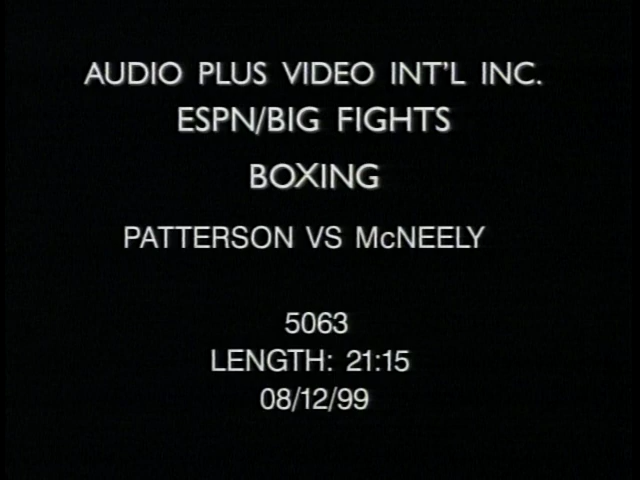 AUDIO PLUS VIDEO INT'L INC.
ESPN/BIG FIGHTS
BOXING
PATTERSON VS McNEELY
5063
LENGTH: 21:15
08/12/99